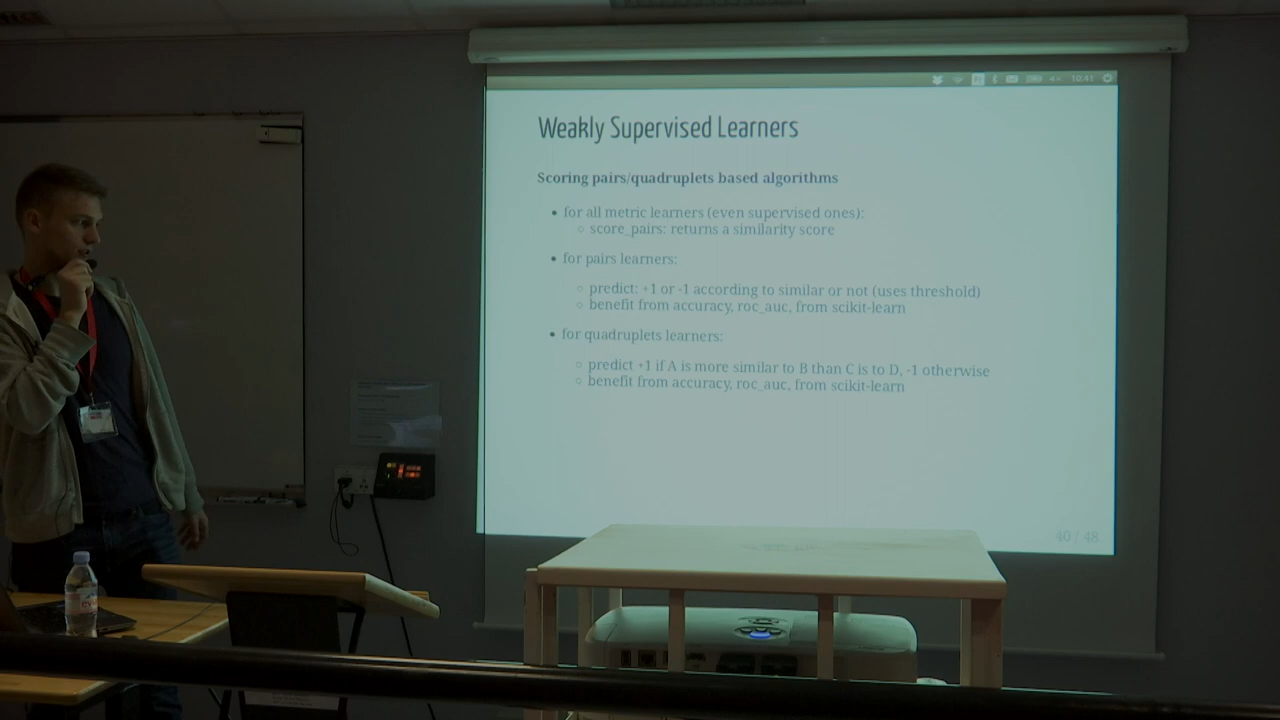 10:41
Weakly Supervised Learners
Scoring pairs/quadruplets based algorithms
• for all metric learners (even supervised ones):
○ score_pairs: returns a similarity score
• for pairs learners:
○ predict: +1 or -1 according to similar or not (uses threshold)
○ benefit from accuracy, roc_auc, from scikit-learn
• for quadruplets learners:
○ predict +1 if A is more similar to B than C is to D, -1 otherwise
○ benefit from accuracy, roc_auc, from scikit-learn
40 / 48
evian